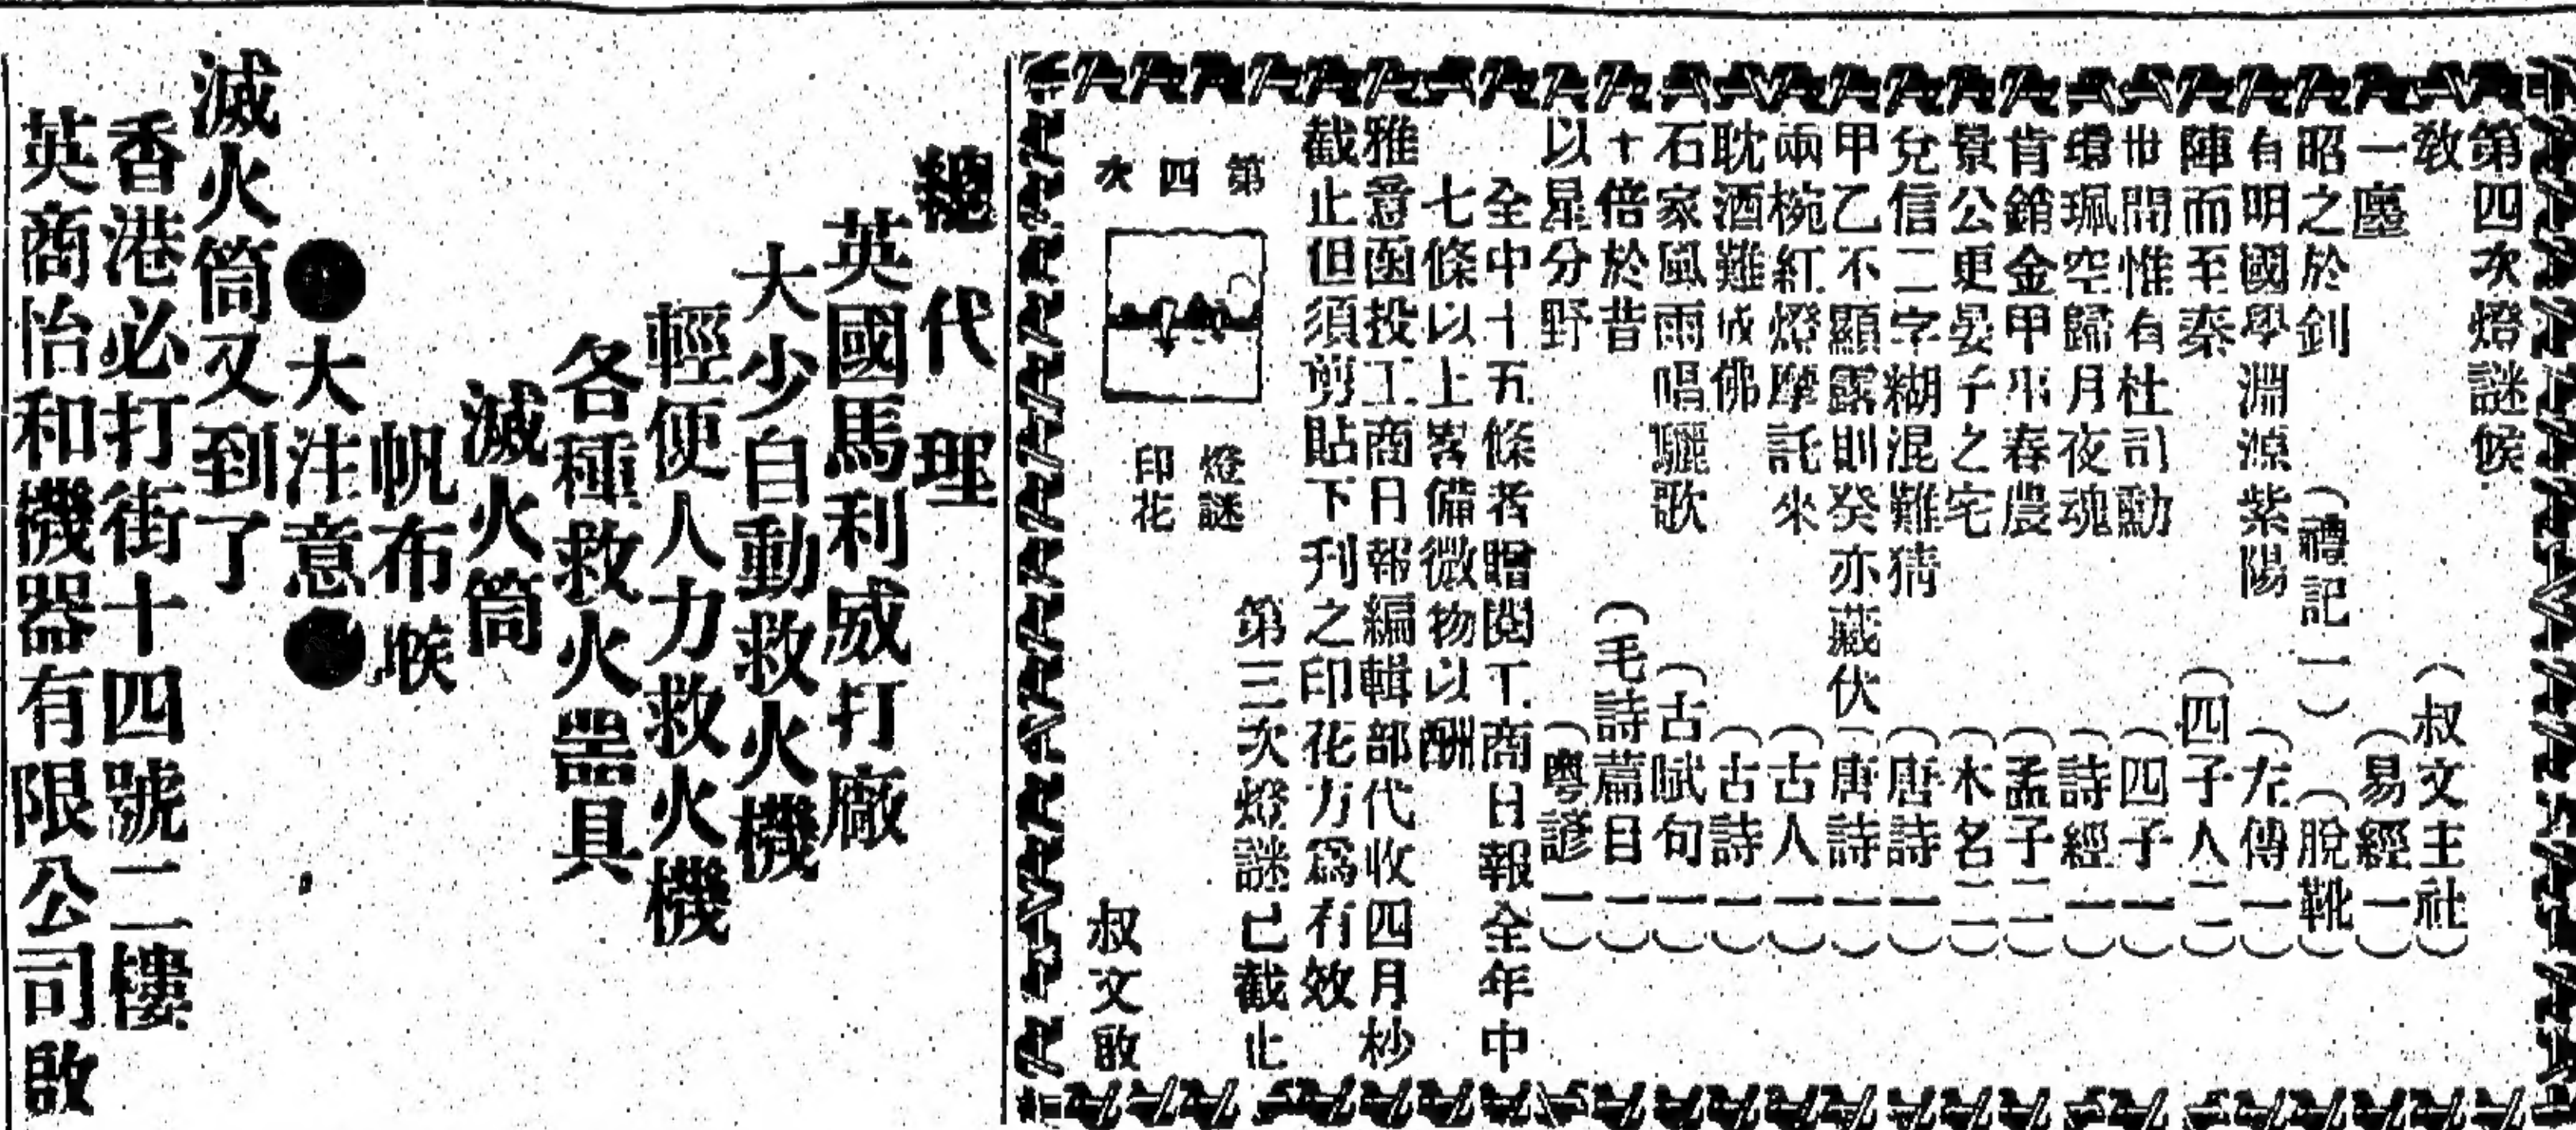 第四次燈謎候
教 (叔文主社)
一塵 (易經一)
昭之於釗 (禮記一) (脫靴)
有明國學淵源紫陽 (左傳一)
陣而至秦 (四子人二)
世間惟有杜司勳 (四子一)
環珮空歸月夜魂 (詩經一)
肯銷金甲事春農 (孟子二)
景公更晏子之宅 (木名二)
兌信二字糊混難猜 (唐詩一)
甲乙不顯露則癸亦藏伏 (唐詩一)
兩椀紅燈摩託來 (古人一)
耽酒難成佛 (古詩一)
石家風雨唱驪歌 (古賦句一)
十倍於昔 (毛詩篇目一)
以星分野 (粵諺一)
全中十五條者贈閱工商日報全年中
七條以上畧備微物以酬
雅意函投工商日報編輯部代收四月杪
截止但須剪貼下刊之印花方爲有效
第三次燈謎已截止
第四次
燈謎
印花
叔文啟
總代理
英國馬利威打廠
大少自動救火機
輕便人力救火機
各種救火器具
滅火筒
帆布喉
●大注意●
滅火筒又到了
香港必打街十四號二樓
英商怡和機器有限公司啟